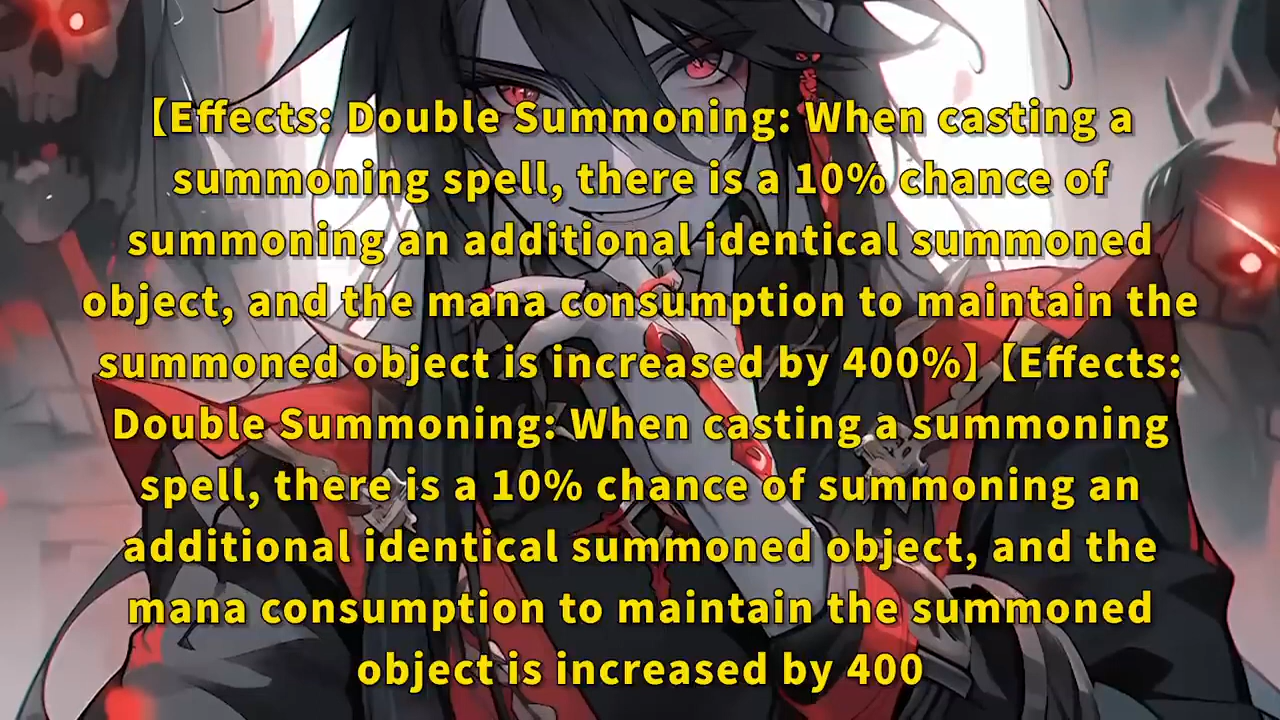 【Effects: Double Summoning: When casting a
summoning spell, there is a 10% chance of
summoning an additional identical summoned
object, and the mana consumption to maintain the
summoned object is increased by 400%】【Effects:
Double Summoning: When casting a summoning
spell, there is a 10% chance of summoning an
additional identical summoned object, and the
mana consumption to maintain the summoned
object is increased by 400